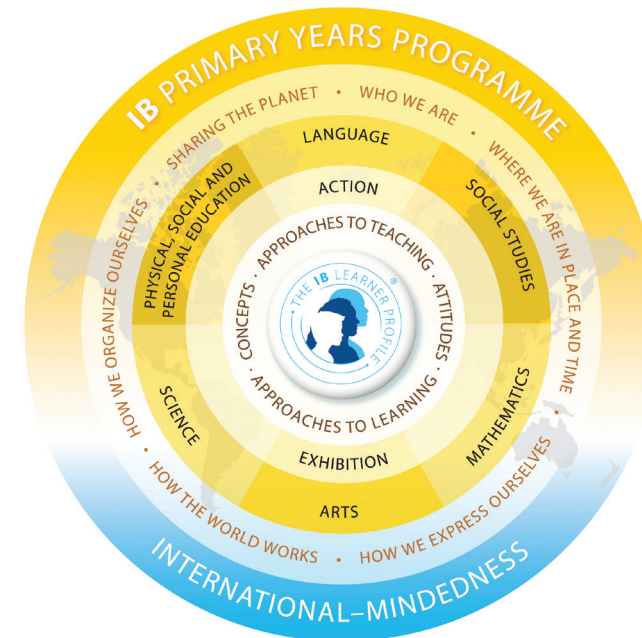 IB PRIMARY YEARS PROGRAMME
SHARING THE PLANET • WHO WE ARE • WHERE WE ARE IN PLACE AND TIME • HOW WE EXPRESS OURSELVES • HOW THE WORLD WORKS • HOW WE ORGANIZE OURSELVES •
LANGUAGE
SOCIAL STUDIES
MATHEMATICS
ARTS
SCIENCE
PHYSICAL, SOCIAL AND
PERSONAL EDUCATION
ACTION
EXHIBITION
APPROACHES TO TEACHING · ATTITUDES · APPROACHES TO LEARNING · CONCEPTS ·
THE IB LEARNER PROFILE
®
INTERNATIONAL–MINDEDNESS